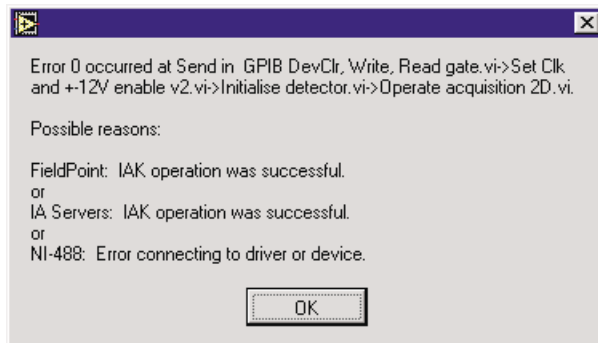 Error 0 occurred at Send in  GPIB DevClr, Write, Read gate.vi->Set Clk
and +-12V enable v2.vi->Initialise detector.vi->Operate acquisition 2D.vi.
Possible reasons:
FieldPoint:  IAK operation was successful.
or
IA Servers:  IAK operation was successful.
or
NI-488:  Error connecting to driver or device.
OK